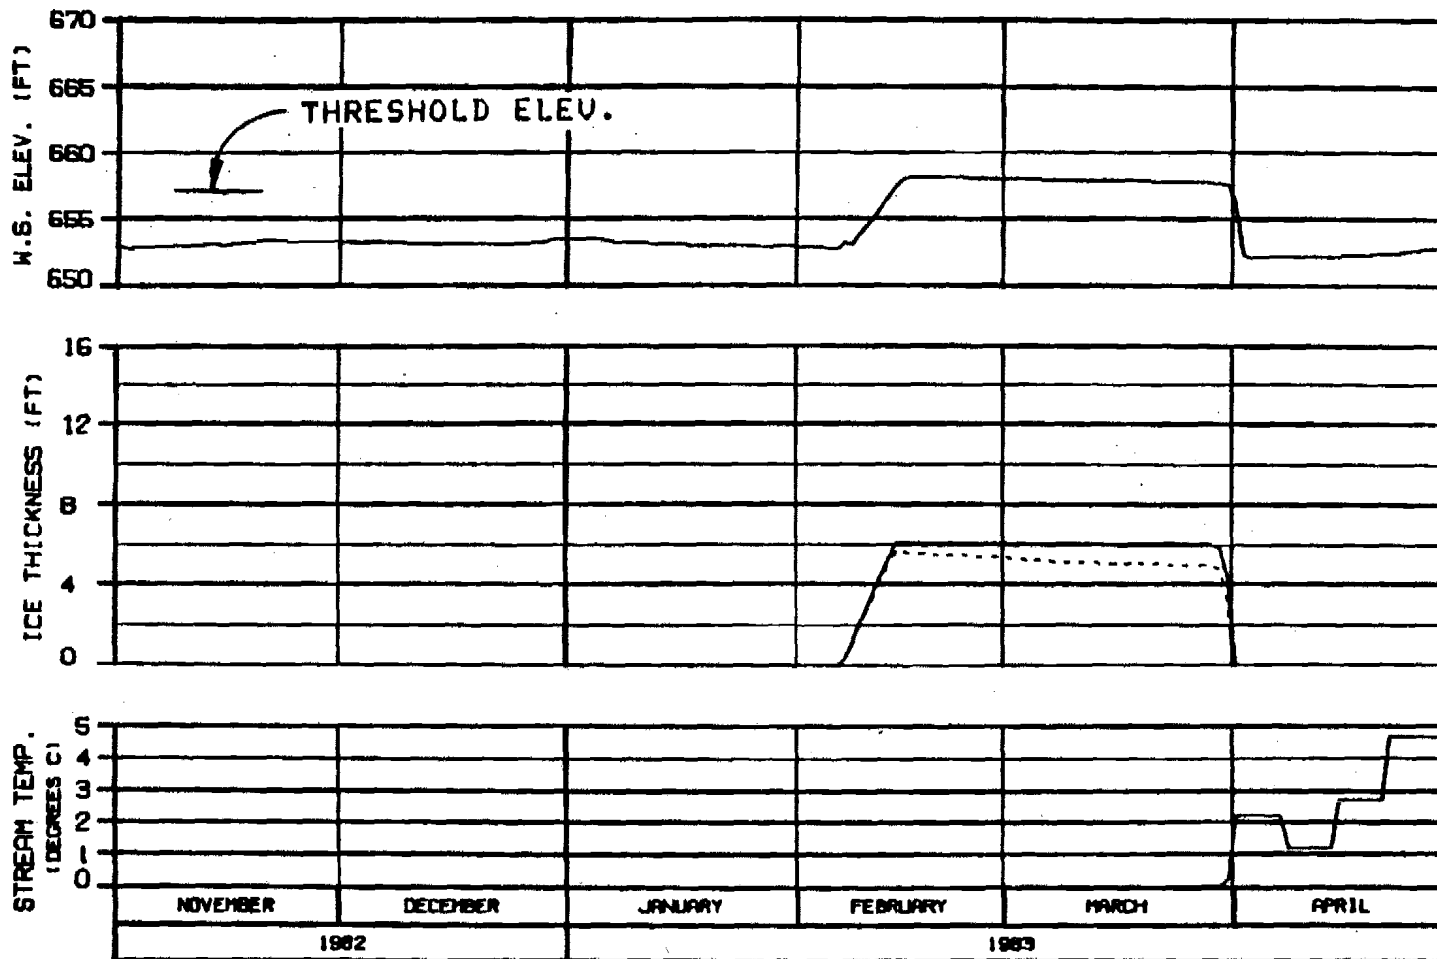 W.S. ELEV. (FT)
670
665
660
655
650
THRESHOLD ELEV.
ICE THICKNESS (FT)
16
12
8
4
0
STREAM TEMP.
(DEGREES C)
5
4
3
2
1
0
NOVEMBER DECEMBER JANUARY FEBRUARY MARCH APRIL
1982 1983